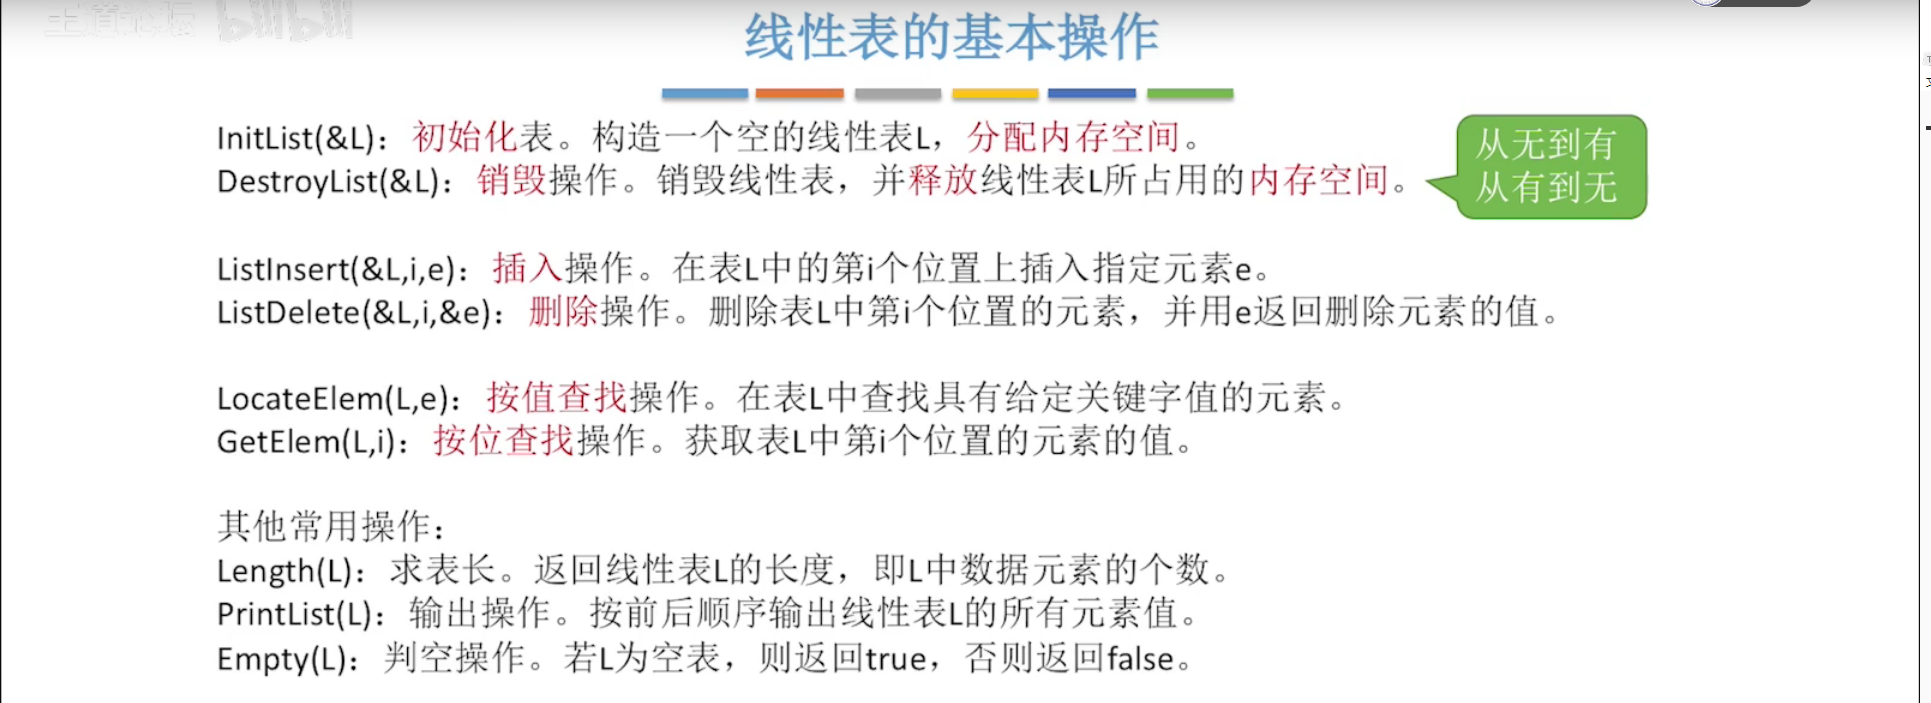 王道论坛 bilibili
线性表的基本操作
InitList(&L)：初始化表。构造一个空的线性表L，分配内存空间。
DestroyList(&L)：销毁操作。销毁线性表，并释放线性表L所占用的内存空间。
从无到有
从有到无
ListInsert(&L,i,e)：插入操作。在表L中的第i个位置上插入指定元素e。
ListDelete(&L,i,&e)：删除操作。删除表L中第i个位置的元素，并用e返回删除元素的值。
LocateElem(L,e)：按值查找操作。在表L中查找具有给定关键字值的元素。
GetElem(L,i)：按位查找操作。获取表L中第i个位置的元素的值。
其他常用操作：
Length(L)：求表长。返回线性表L的长度，即L中数据元素的个数。
PrintList(L)：输出操作。按前后顺序输出线性表L的所有元素值。
Empty(L)：判空操作。若L为空表，则返回true，否则返回false。